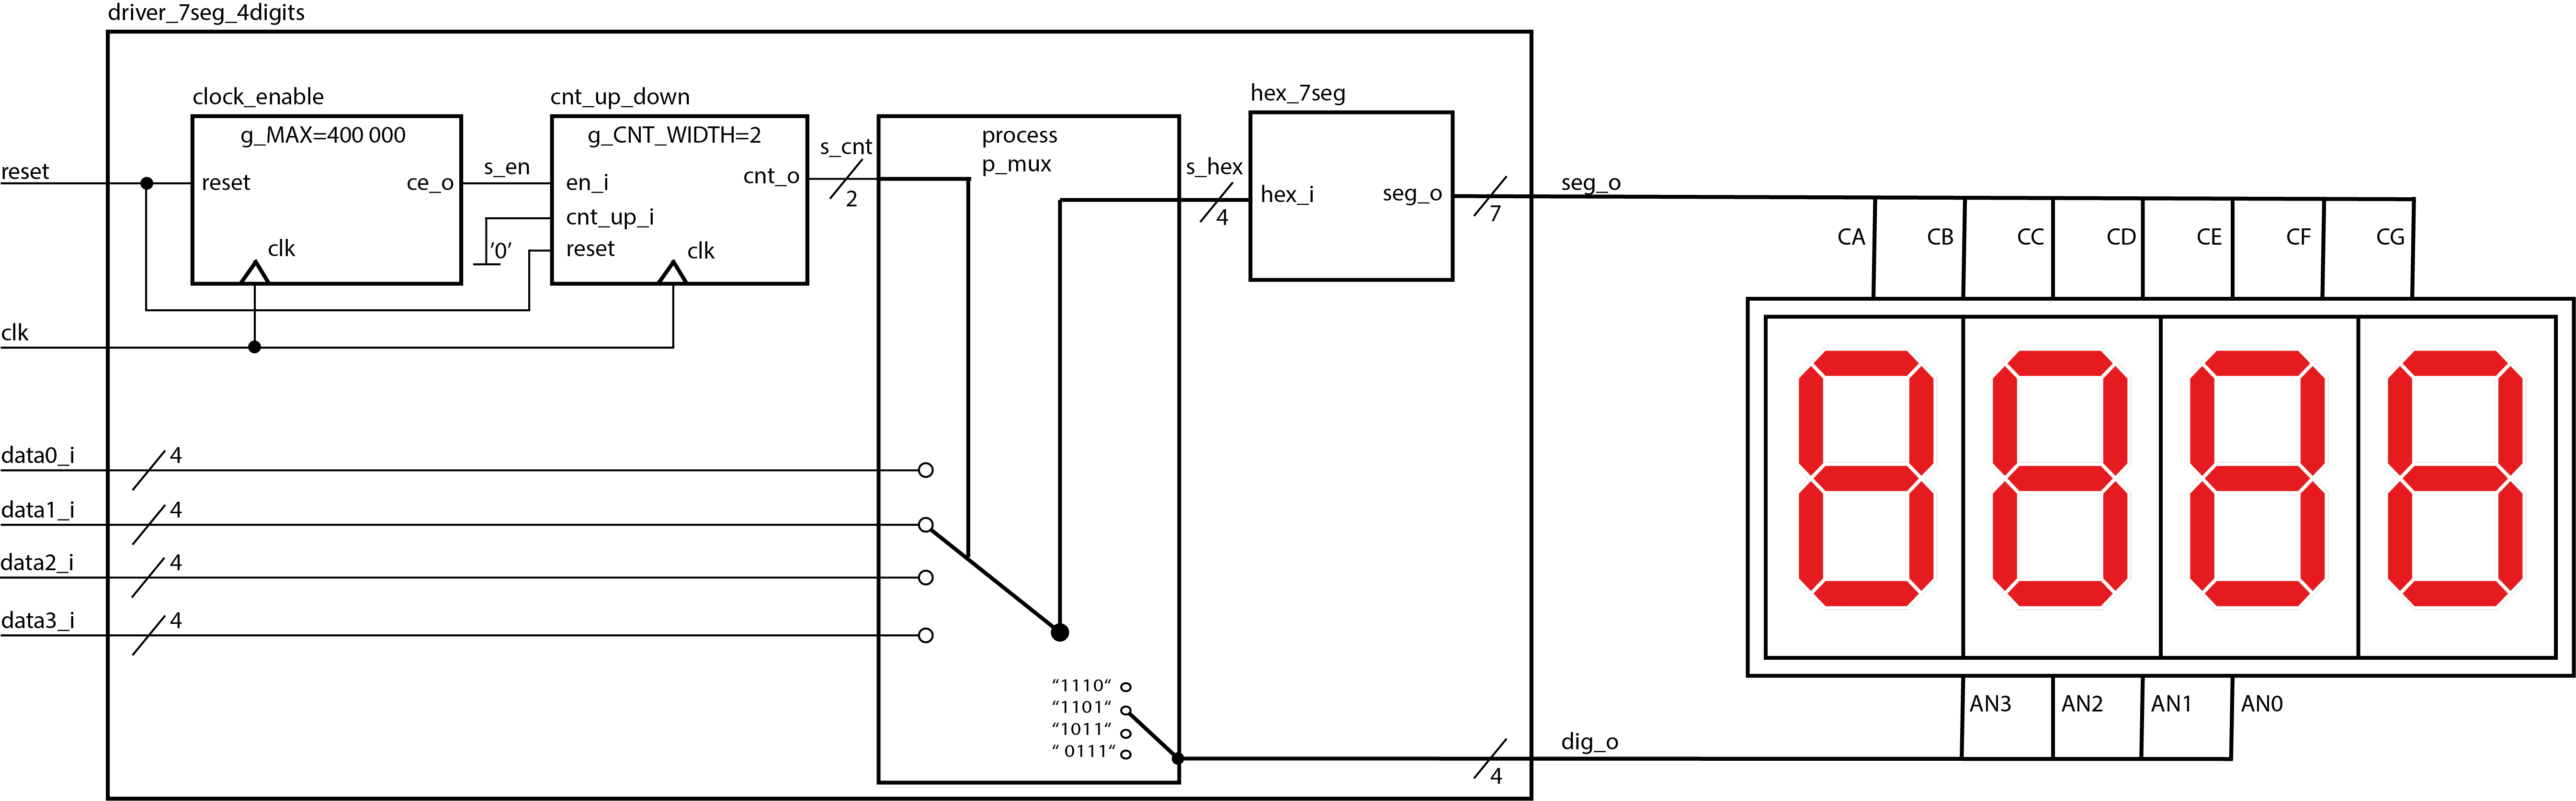 driver_7seg_4digits
clock_enable
g_MAX=400 000
reset
ce_o
clk
s_en
cnt_up_down
g_CNT_WIDTH=2
en_i
cnt_up_i
reset
cnt_o
clk
'0'
s_cnt
2
process
p_mux
s_hex
4
hex_7seg
hex_i
seg_o
7
seg_o
CA
CB
CC
CD
CE
CF
CG
reset
clk
data0_i
4
data1_i
4
data2_i
4
data3_i
4
“1110“
“1101“
“1011“
“ 0111“
4
dig_o
AN3
AN2
AN1
AN0
8888